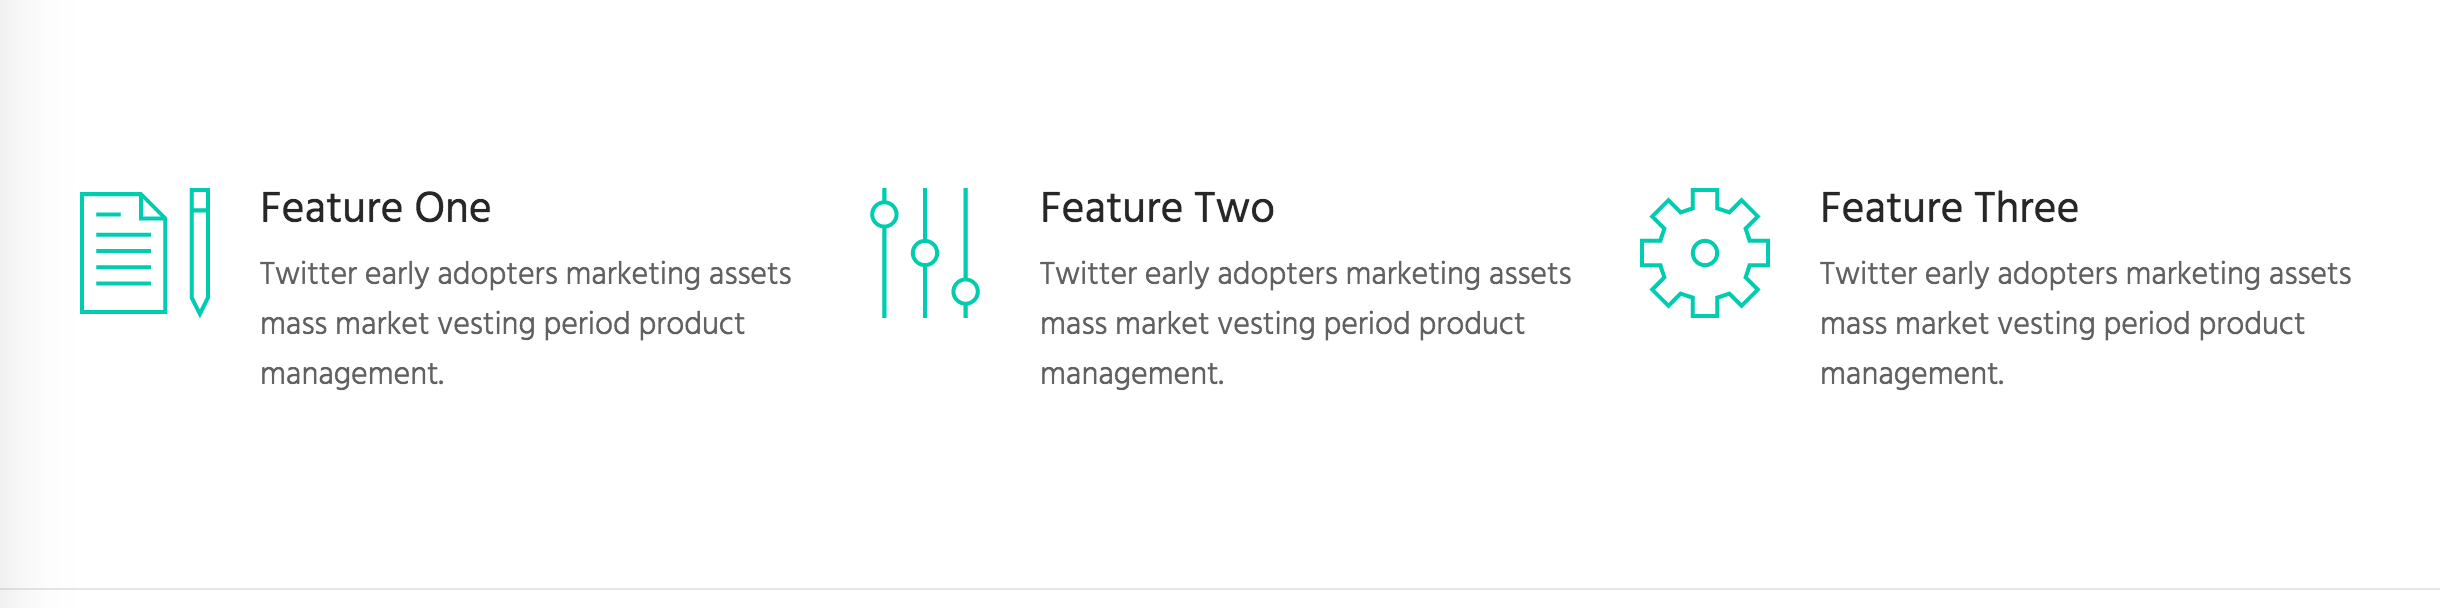 Feature One
Twitter early adopters marketing assets
mass market vesting period product
management.
Feature Two
Twitter early adopters marketing assets
mass market vesting period product
management.
Feature Three
Twitter early adopters marketing assets
mass market vesting period product
management.